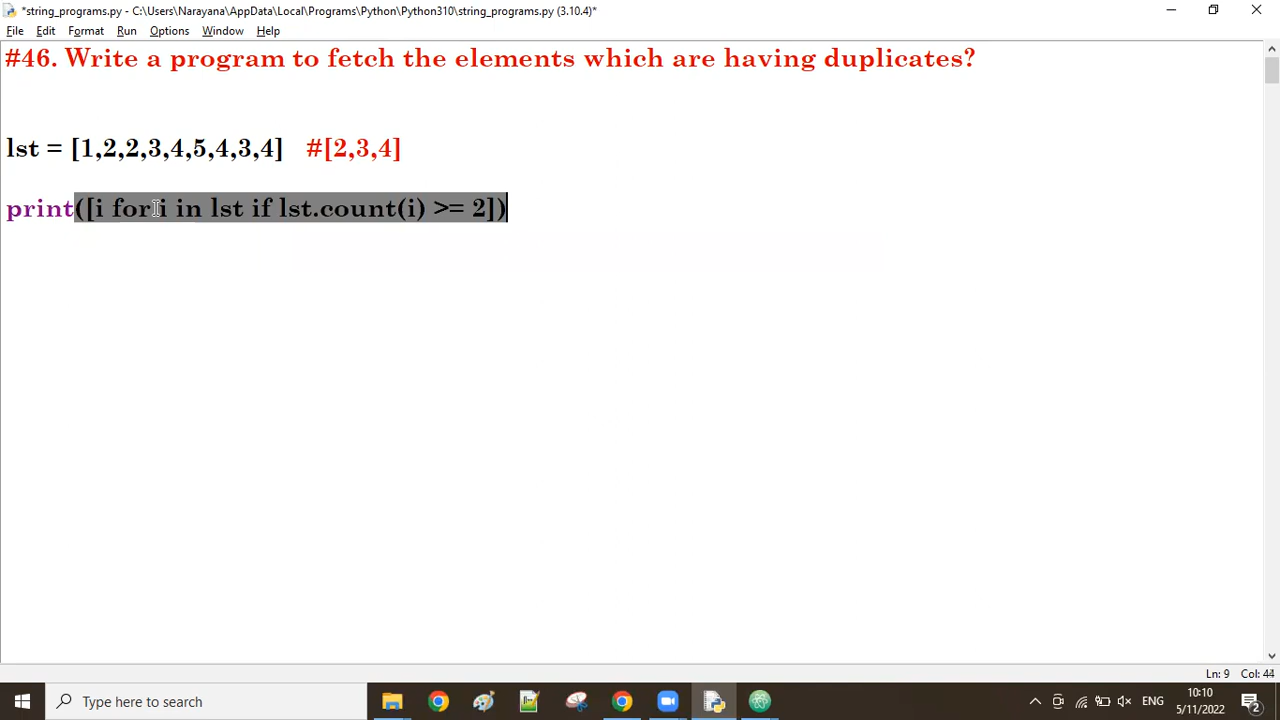 *string_programs.py - C:\Users\Narayana\AppData\Local\Programs\Python\Python310\string_programs.py (3.10.4)*
File Edit Format Run Options Window Help
#46. Write a program to fetch the elements which are having duplicates?
lst = [1,2,2,3,4,5,4,3,4] #[2,3,4]
print([i for i in lst if lst.count(i) >= 2])
Ln: 9 Col: 44
Type here to search
ENG
10:10
5/11/2022
2